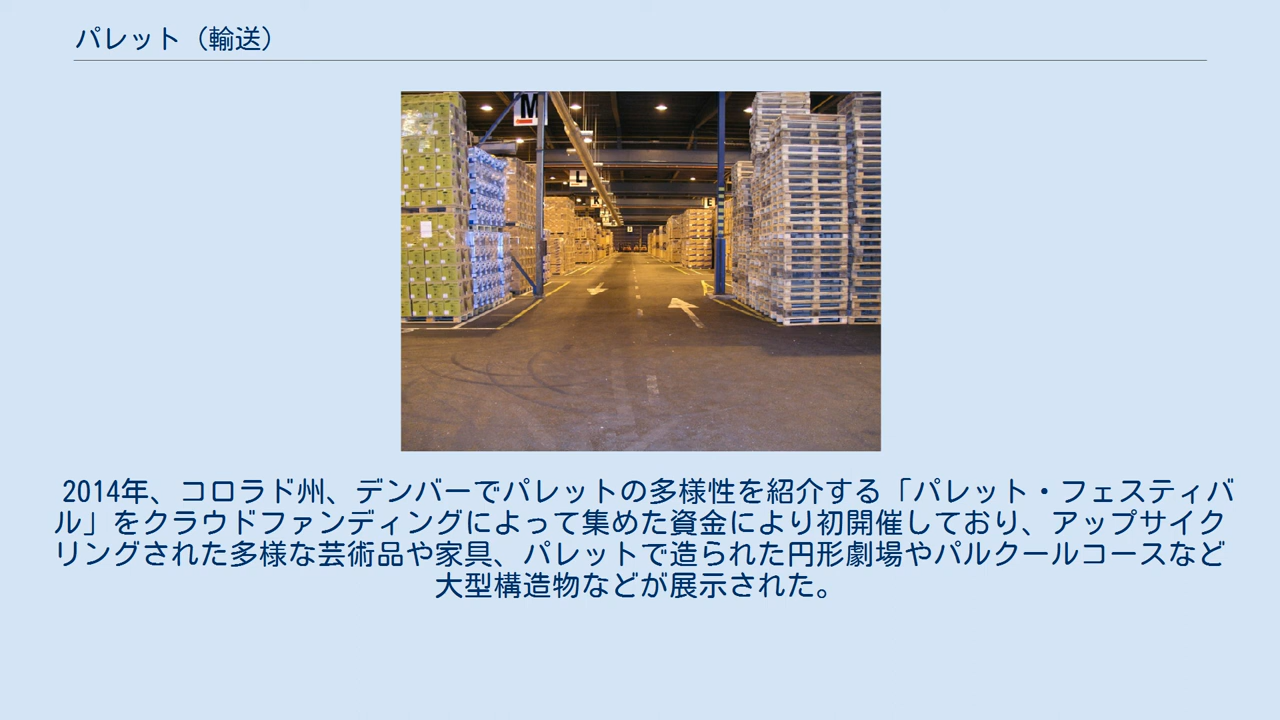 パレット（輸送）
M
L
K
E
2014年、コロラド州、デンバーでパレットの多様性を紹介する「パレット・フェスティバ
ル」をクラウドファンディングによって集めた資金により初開催しており、アップサイク
リングされた多様な芸術品や家具、パレットで造られた円形劇場やパルクールコースなど
大型構造物などが展示された。